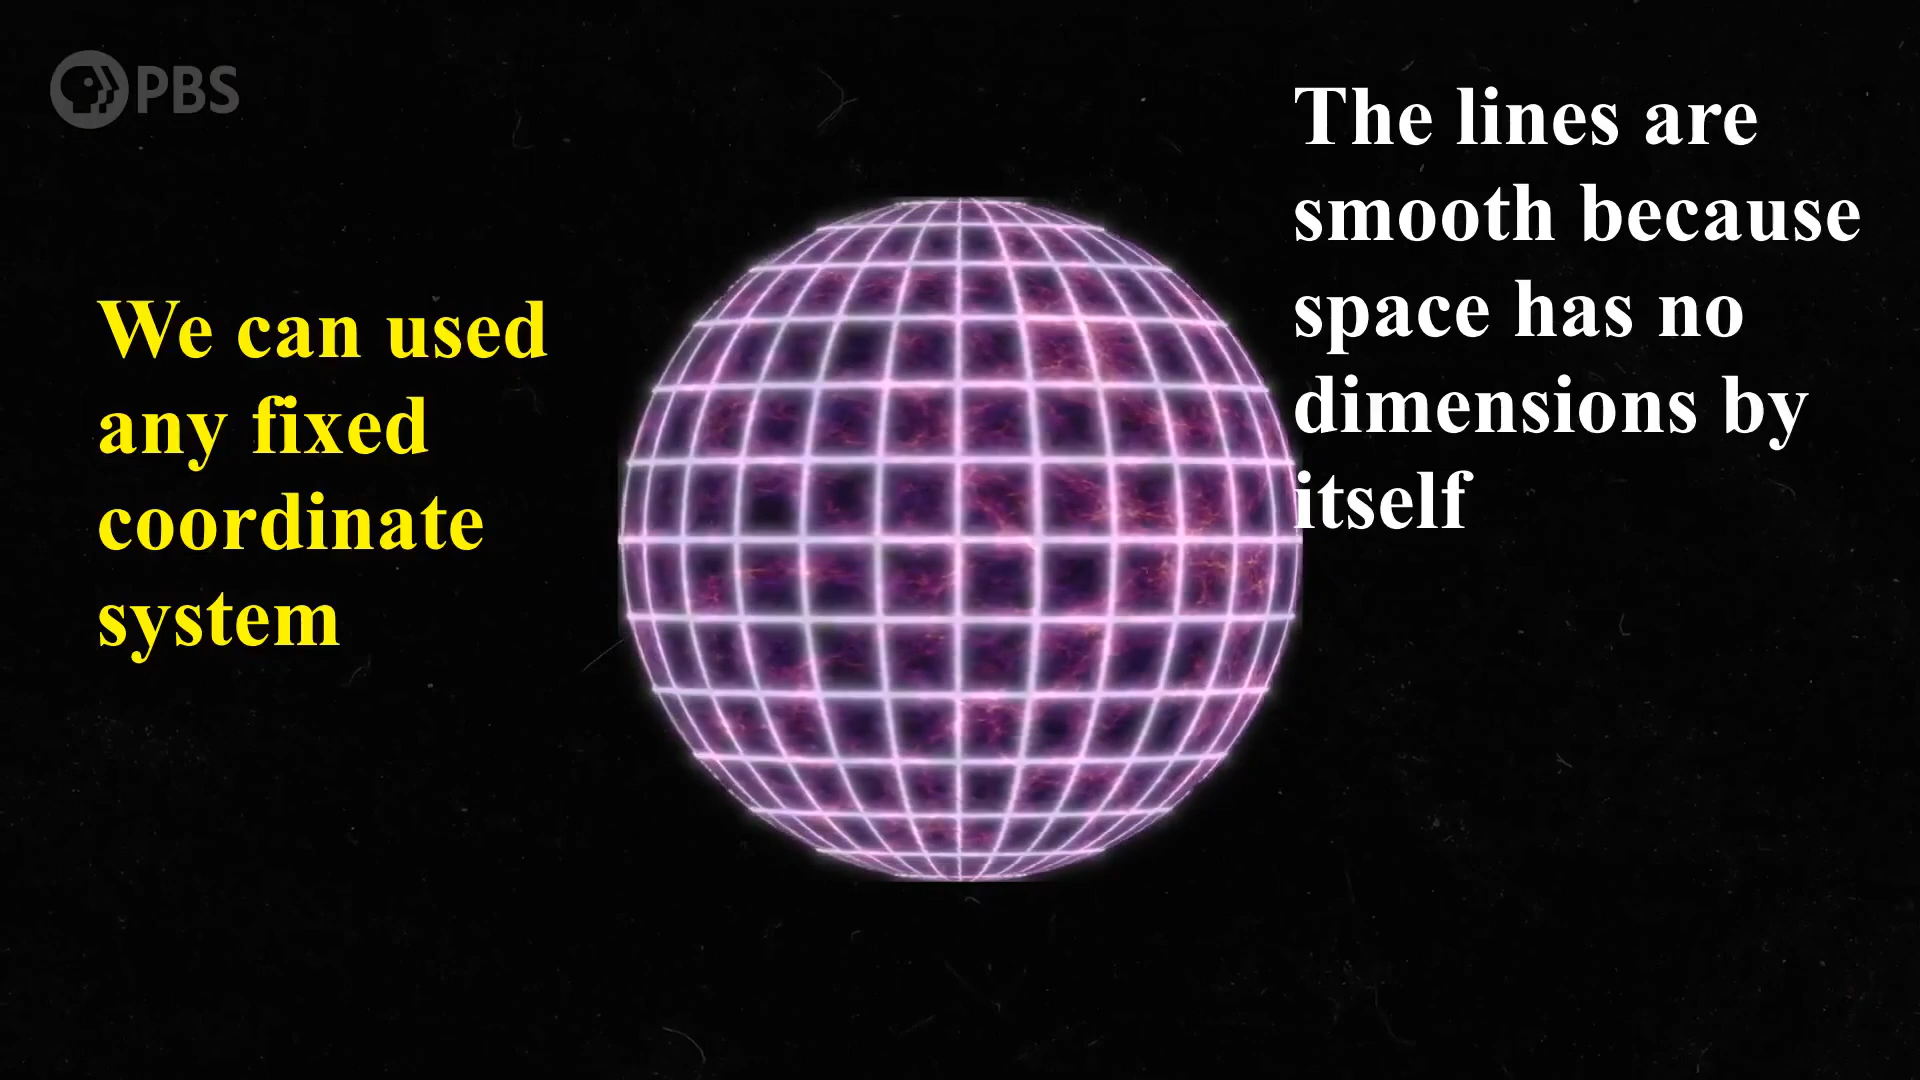 PBS
We can used
any fixed
coordinate
system
The lines are
smooth because
space has no
dimensions by
itself